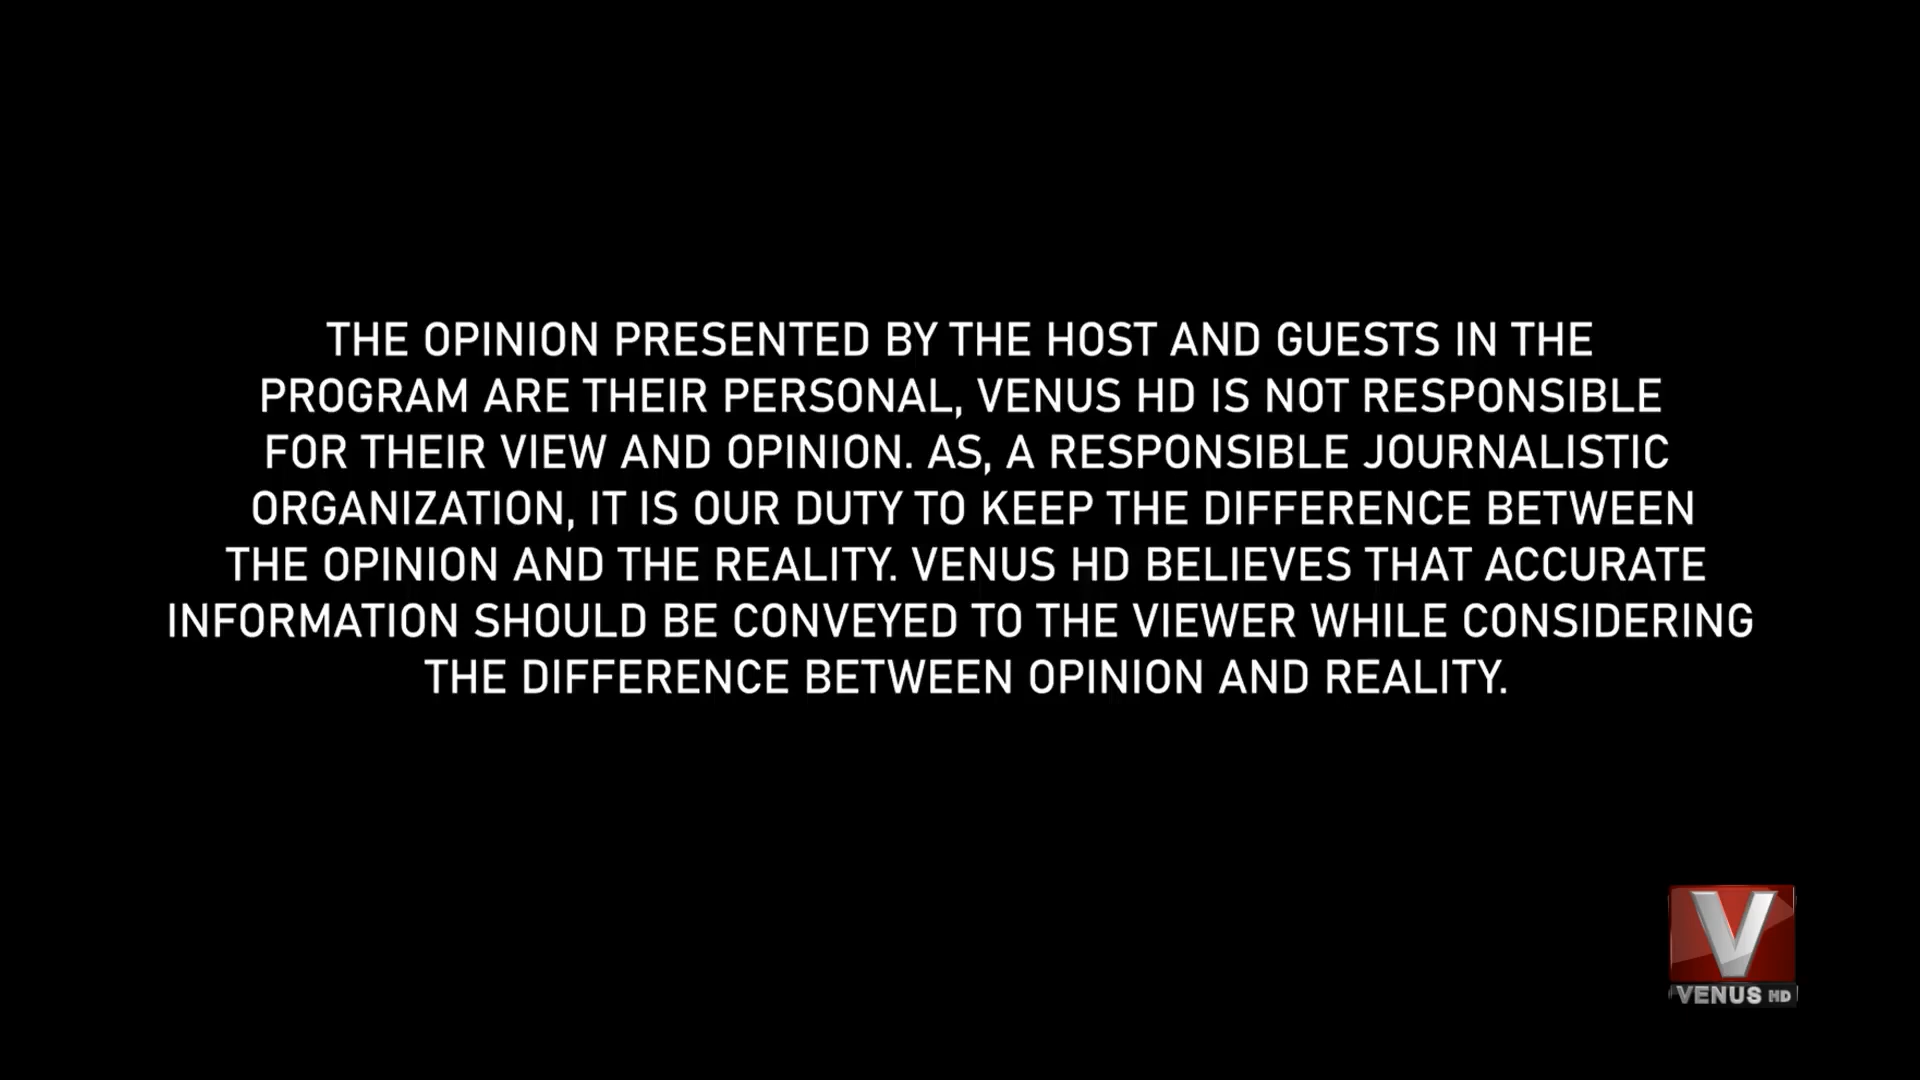 THE OPINION PRESENTED BY THE HOST AND GUESTS IN THE
PROGRAM ARE THEIR PERSONAL, VENUS HD IS NOT RESPONSIBLE
FOR THEIR VIEW AND OPINION. AS, A RESPONSIBLE JOURNALISTIC
ORGANIZATION, IT IS OUR DUTY TO KEEP THE DIFFERENCE BETWEEN
THE OPINION AND THE REALITY. VENUS HD BELIEVES THAT ACCURATE
INFORMATION SHOULD BE CONVEYED TO THE VIEWER WHILE CONSIDERING
THE DIFFERENCE BETWEEN OPINION AND REALITY.
V
VENUS HD